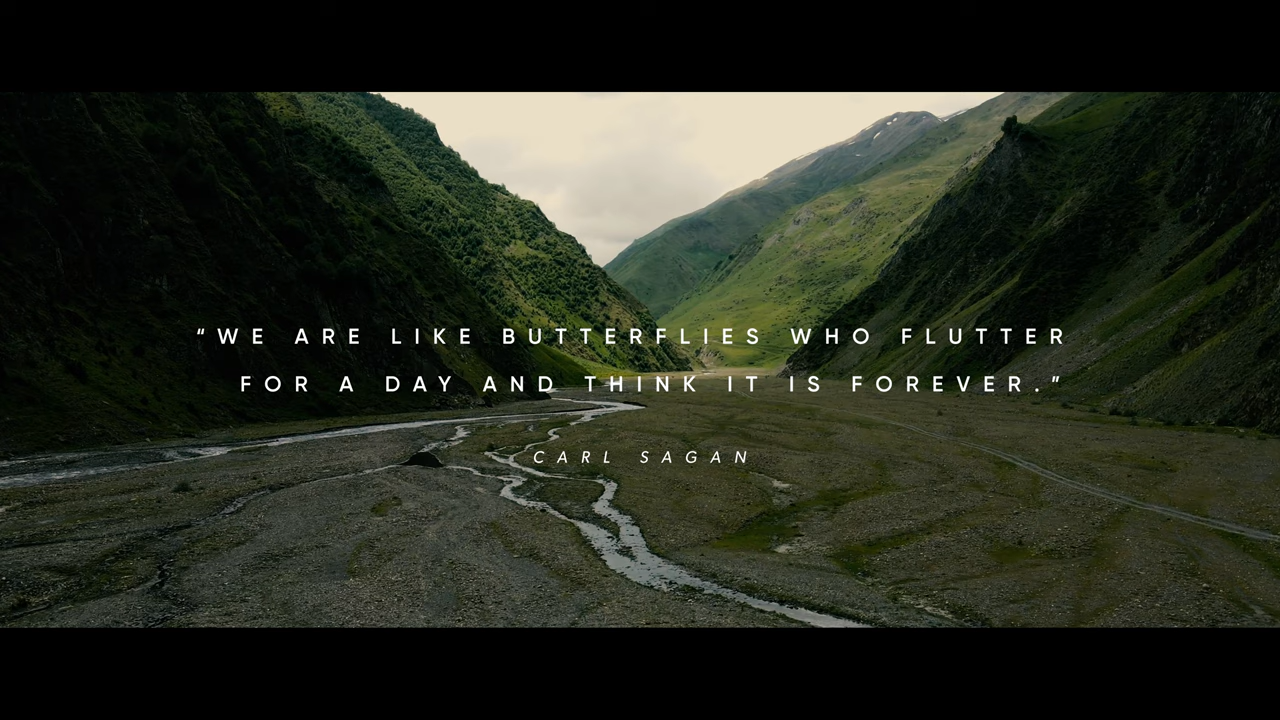 “WE ARE LIKE BUTTERFLIES WHO FLUTTER
FOR A DAY AND THINK IT IS FOREVER.”
CARL SAGAN